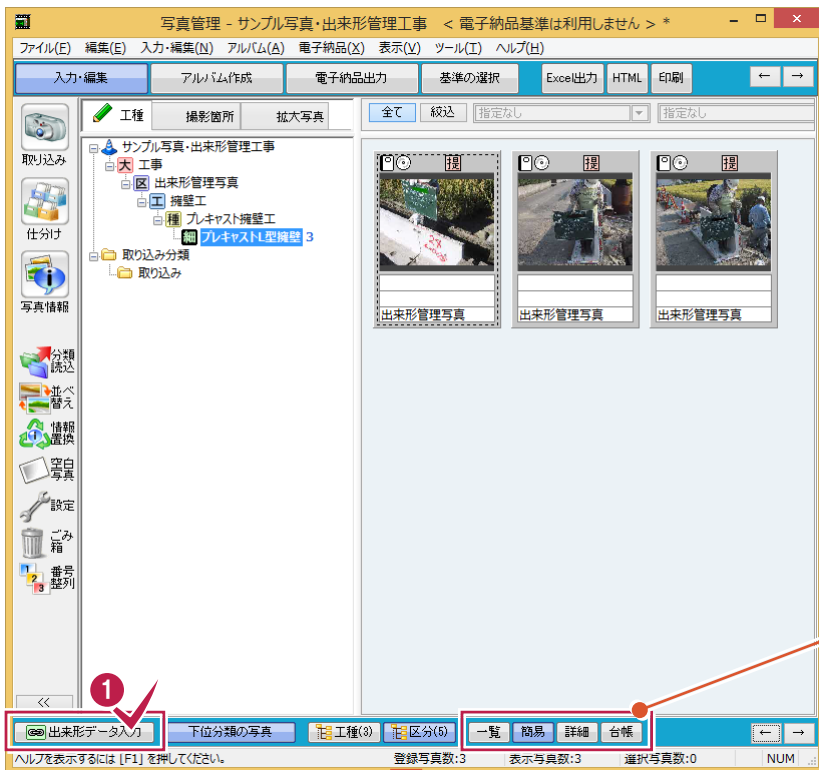 写真管理 - サンプル写真・出来形管理工事　< 電子納品基準は利用しません > *
ファイル(F) 編集(E) 入力・編集(N) アルバム(A) 電子納品(X) 表示(V) ツール(T) ヘルプ(H)
入力・編集 アルバム作成 電子納品出力 基準の選択 Excel出力 HTML 印刷 ← →
工種 撮影箇所 拡大写真 全て 絞込 指定なし 指定なし
取り込み
仕分け
写真情報
分類読込
並べ替え
情報置換
空白写真
設定
ごみ箱
番号整列
サンプル写真・出来形管理工事
大 工事
区 出来形管理写真
工 擁壁工
種 プレキャスト擁壁工
細 プレキャストL型擁壁 3
取り込み分類
取り込み
提 提 提
出来形管理写真 出来形管理写真 出来形管理写真
1
<<
出来形データ入力 下位分類の写真 工種(3) 区分(5) 一覧 簡易 詳細 台帳 ← →
ヘルプを表示するには [F1] を押してください。 登録写真数:3 表示写真数:3 選択写真数:0 NUM